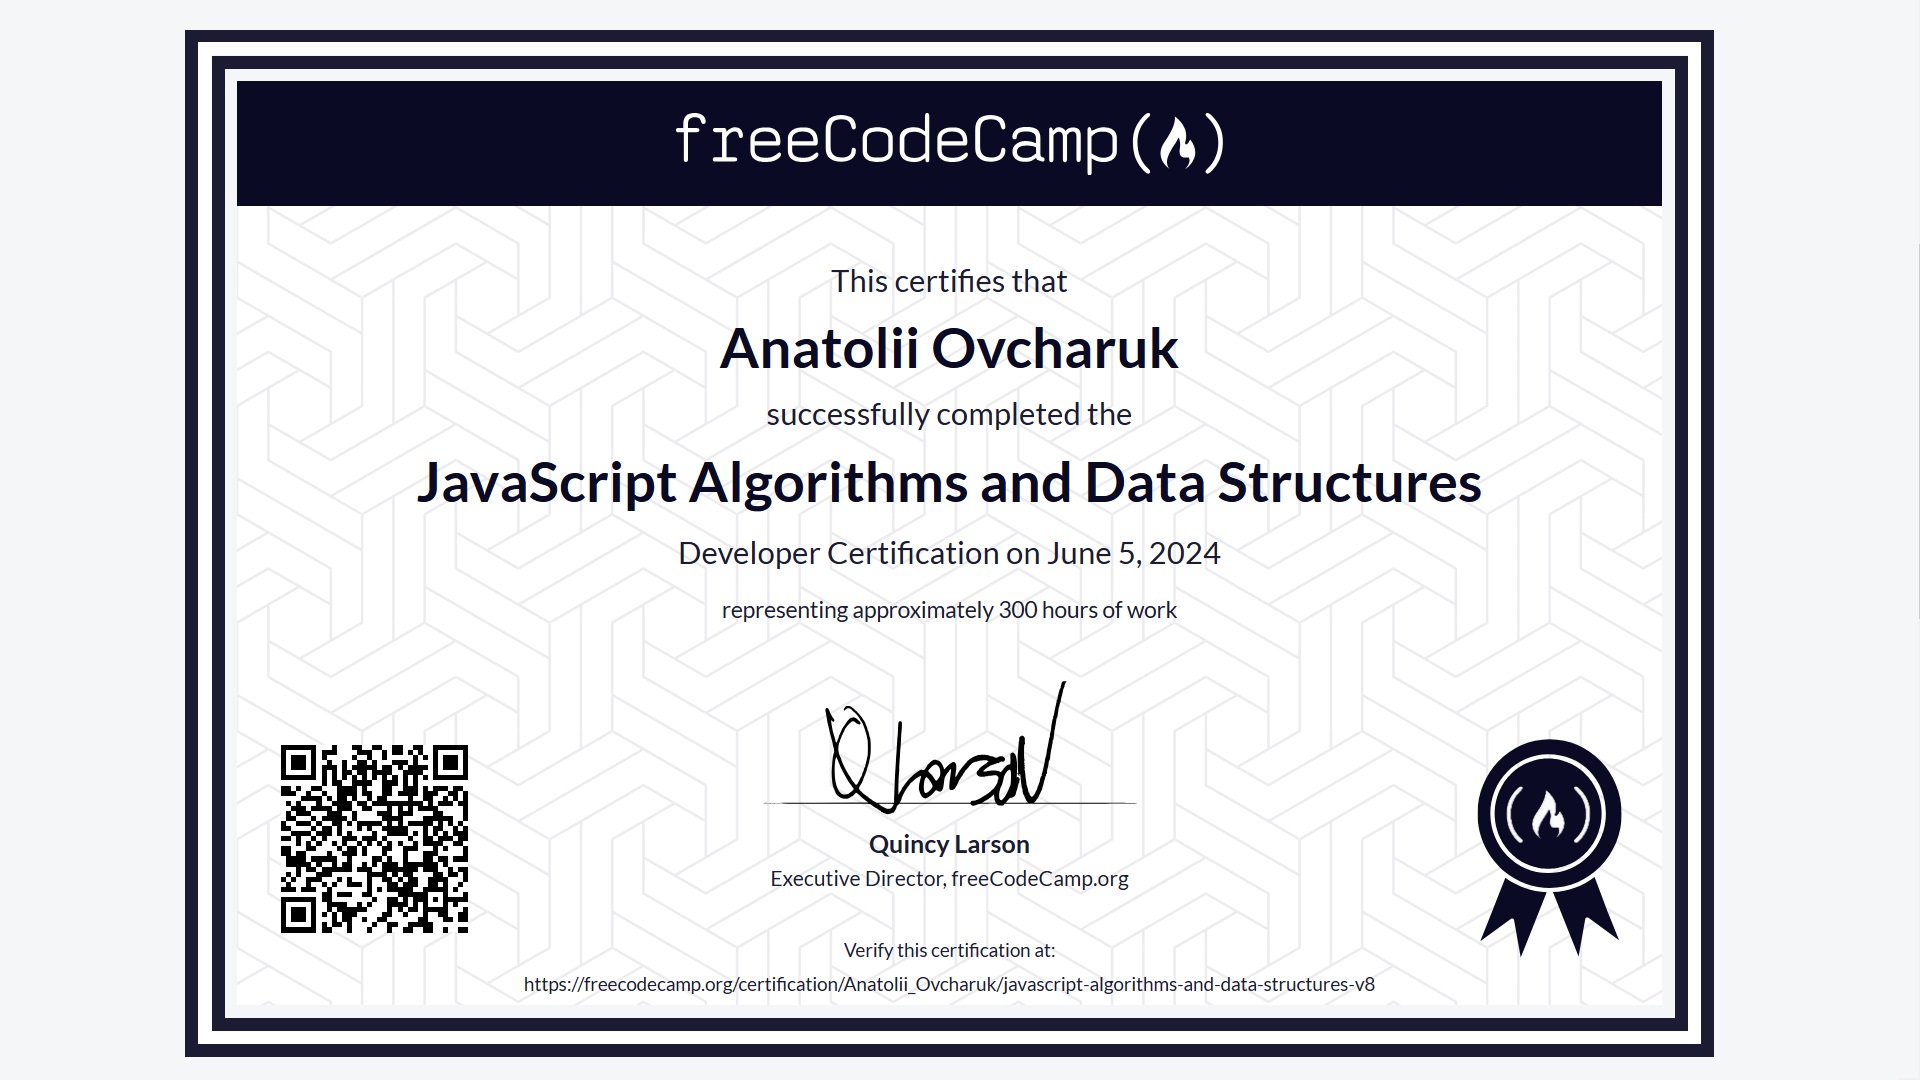 freeCodeCamp
This certifies that
Anatolii Ovcharuk
successfully completed the
JavaScript Algorithms and Data Structures
Developer Certification on June 5, 2024
representing approximately 300 hours of work
Quincy Larson
Executive Director, freeCodeCamp.org
Verify this certification at:
https://freecodecamp.org/certification/Anatolii_Ovcharuk/javascript-algorithms-and-data-structures-v8